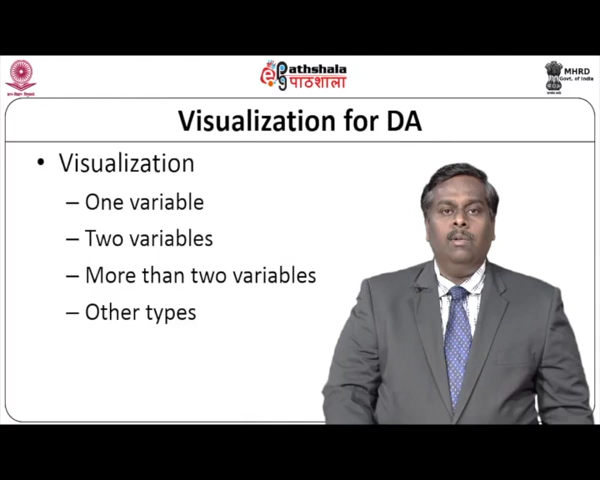 ePathshala
पाठशाला
MHRD
Govt. of India
Visualization for DA
• Visualization
– One variable
– Two variables
– More than two variables
– Other types